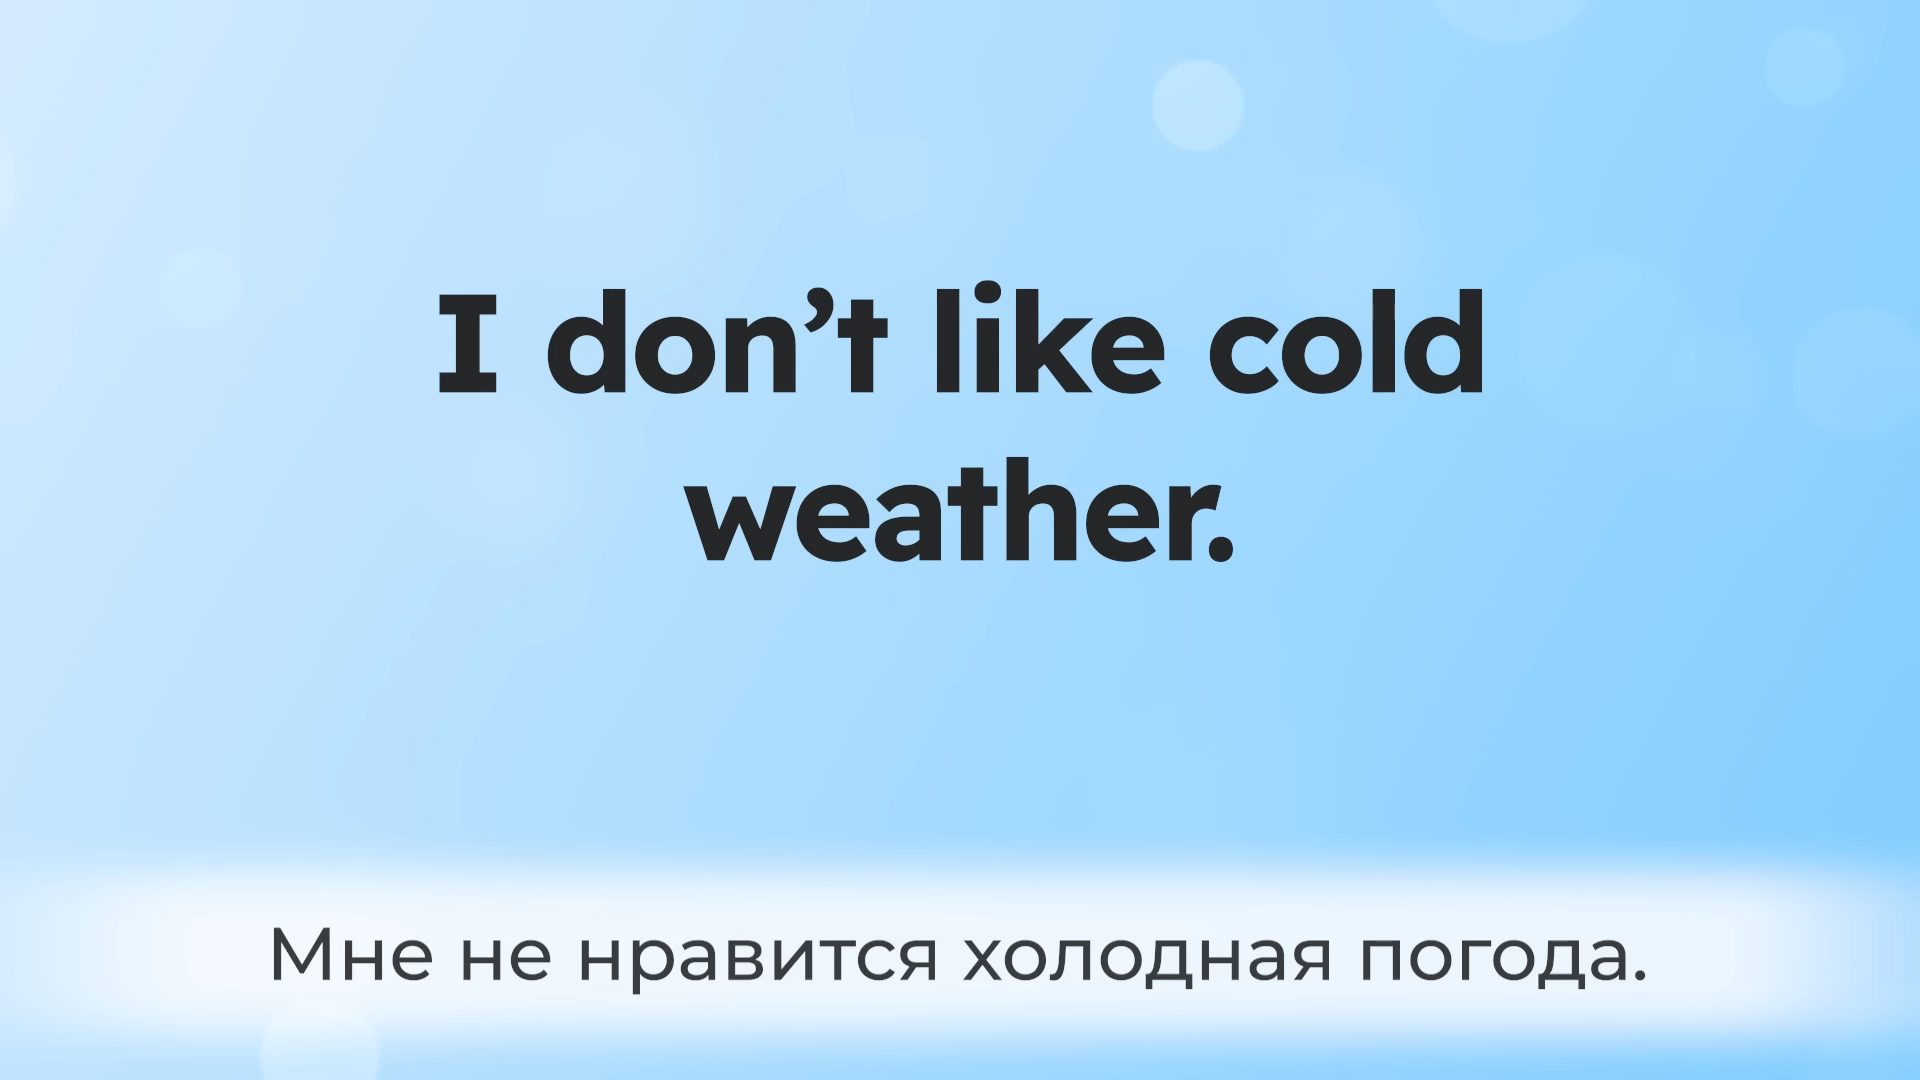 I don’t like cold
weather.
Мне не нравится холодная погода.